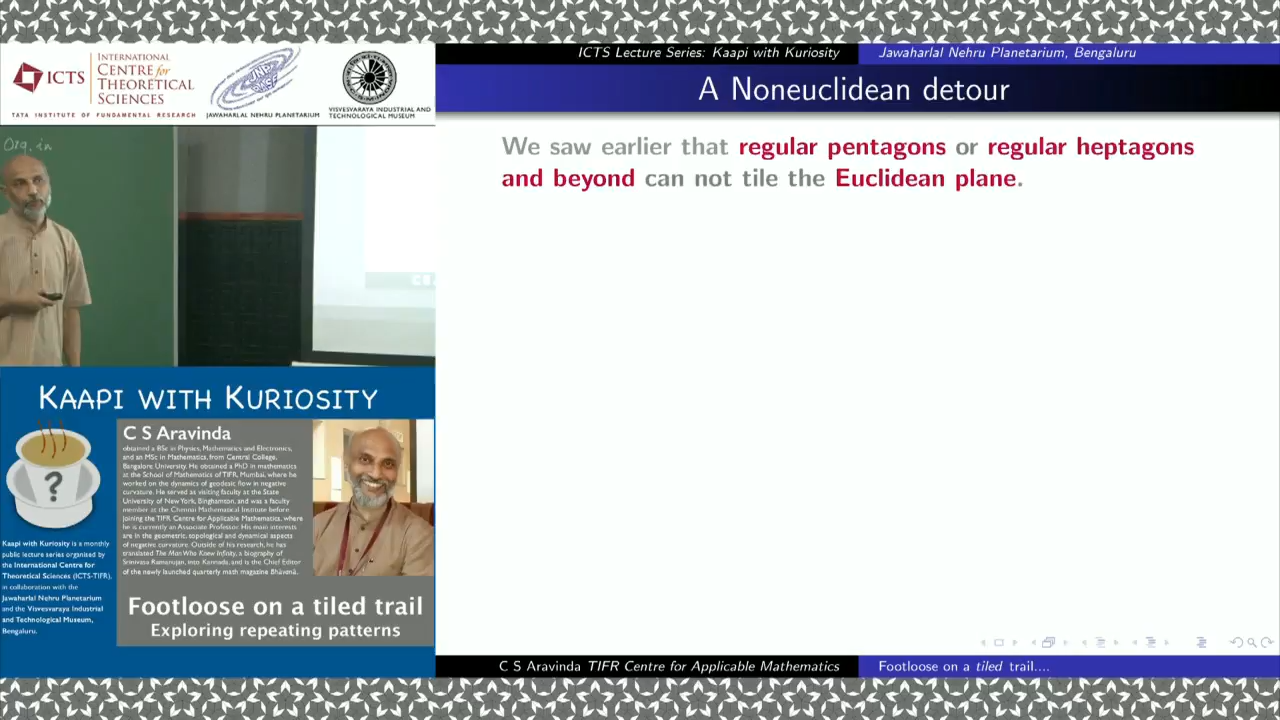 ICTS
INTERNATIONAL
CENTRE for
THEORETICAL
SCIENCES
TATA INSTITUTE OF FUNDAMENTAL RESEARCH
JAWAHARLAL NEHRU PLANETARIUM
VISVESVARAYA INDUSTRIAL AND
TECHNOLOGICAL MUSEUM
Org.in
KAAPI WITH KURIOSITY
?
Kaapi with Kuriosity is a monthly
public lecture series organised by
the International Centre for
Theoretical Sciences (ICTS-TIFR),
in collaboration with the
Jawaharlal Nehru Planetarium
and the Visvesvaraya Industrial
and Technological Museum,
Bengaluru.
C S Aravinda
obtained a BSc in Physics, Mathematics and Electronics,
and an MSc in Mathematics, from Central College,
Bangalore University. He obtained a PhD in mathematics
at the School of Mathematics of TIFR, Mumbai, where he
worked on the dynamics of geodesic flow in negative
curvature. He served as visiting faculty at the State
University of New York, Binghamton, and was a faculty
member at the Chennai Mathematical Institute before
joining the TIFR Centre for Applicable Mathematics, where
he is currently an Associate Professor. His main interests
are in the geometric, topological and dynamical aspects
of negative curvature. Outside of his research, he has
translated The Man Who Knew Infinity, a biography of
Srinivasa Ramanujan, into Kannada, and is the Chief Editor
of the newly launched quarterly math magazine Bhāvanā.
Footloose on a tiled trail
Exploring repeating patterns
ICTS Lecture Series: Kaapi with Kuriosity
Jawaharlal Nehru Planetarium, Bengaluru
A Noneuclidean detour
We saw earlier that regular pentagons or regular heptagons
and beyond can not tile the Euclidean plane.
C S Aravinda TIFR Centre for Applicable Mathematics
Footloose on a tiled trail....